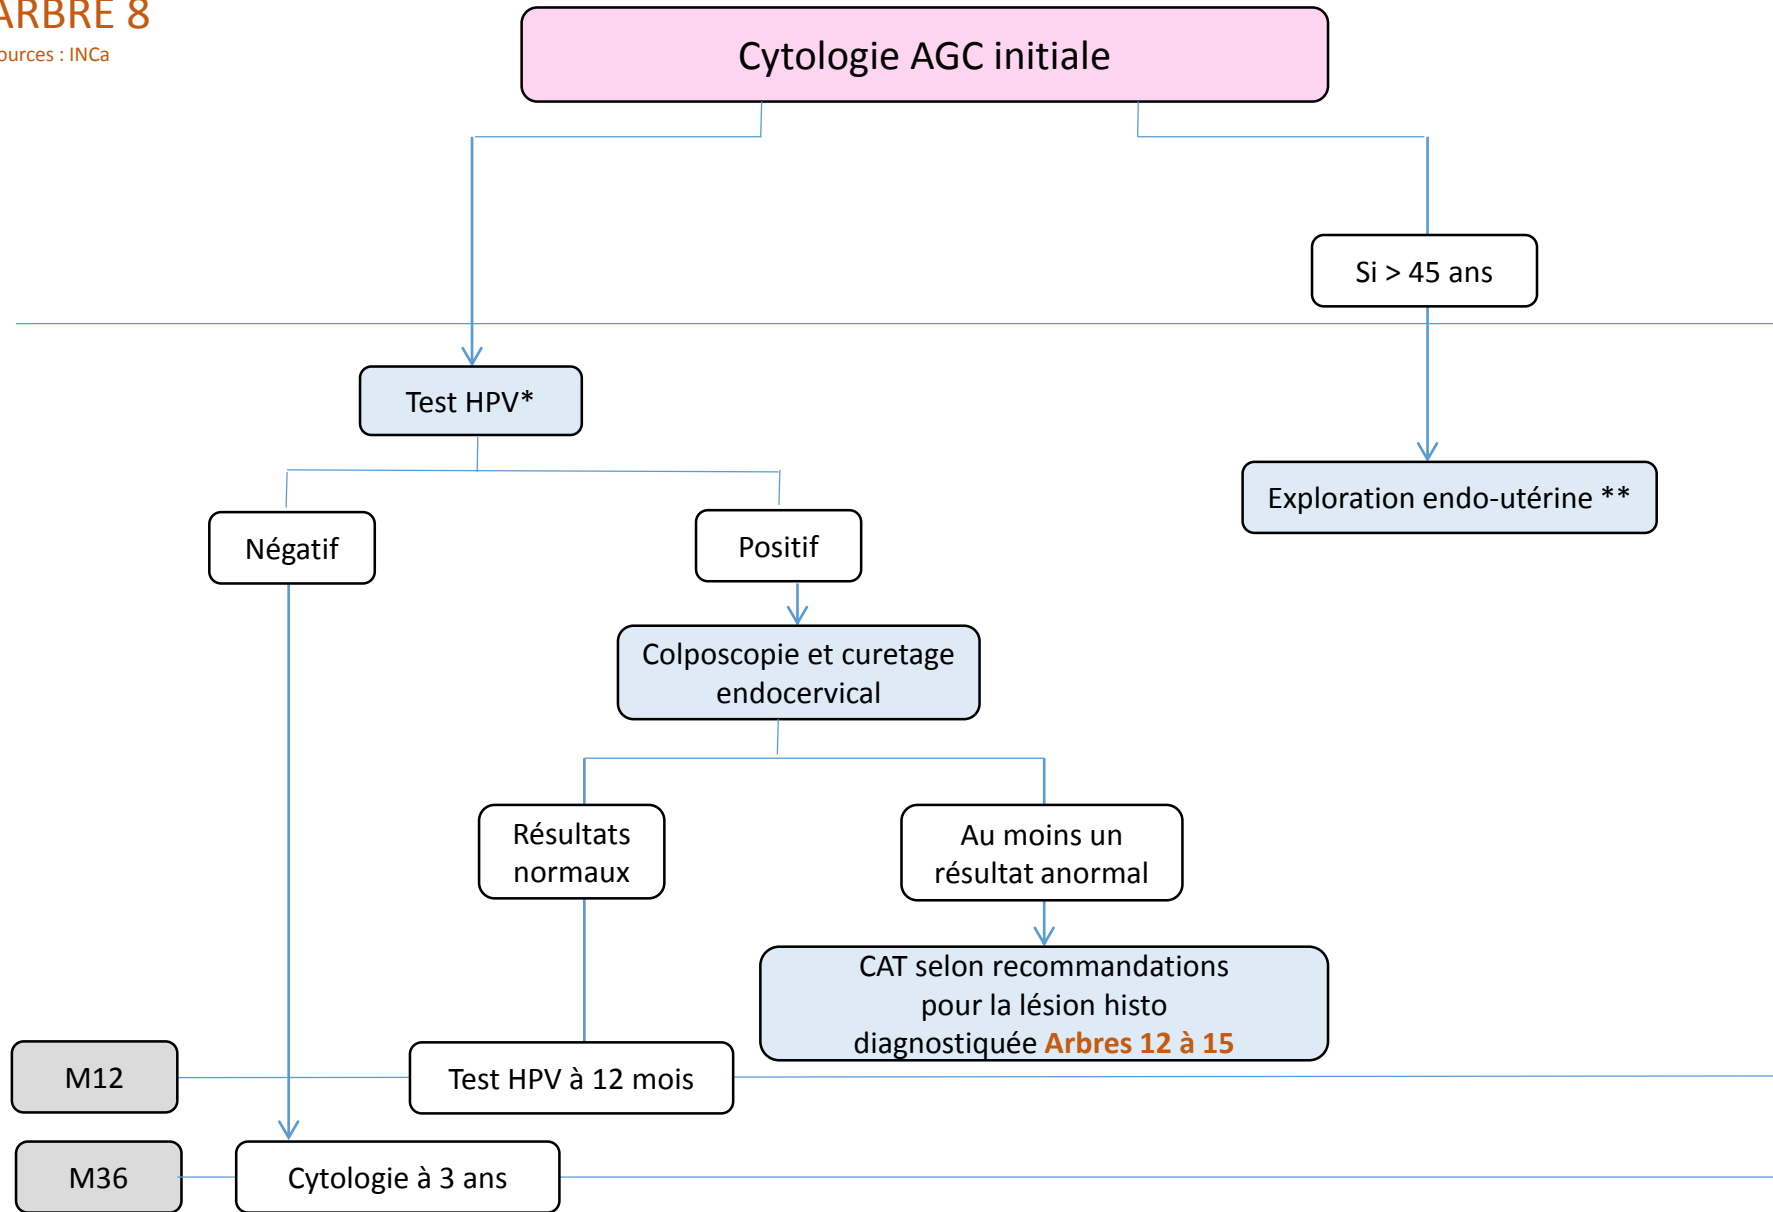 ARBRE 8
ources : INCa
Cytologie AGC initiale
Si > 45 ans
Test HPV*
Exploration endo-utérine **
Négatif
Positif
Colposcopie et curetage
endocervical
Résultats
normaux
Au moins un
résultat anormal
CAT selon recommandations
pour la lésion histo
diagnostiquée Arbres 12 à 15
M12
Test HPV à 12 mois
M36
Cytologie à 3 ans